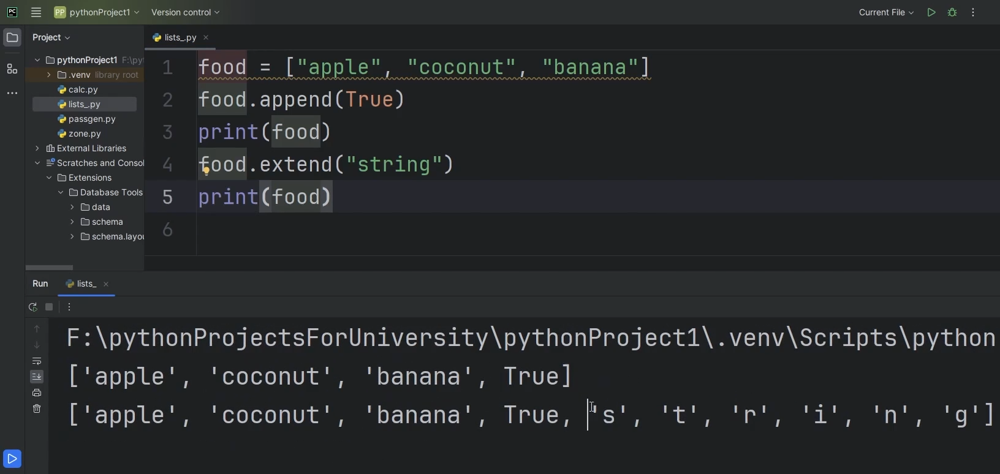 PC
PP pythonProject1 Version control Current File
Project
lists_.py
pythonProject1 F:\py
.venv library root
calc.py
lists_.py
passgen.py
zone.py
External Libraries
Scratches and Consol
Extensions
Database Tools
data
schema
schema.layou
1 food = ["apple", "coconut", "banana"]
2 food.append(True)
3 print(food)
4 food.extend("string")
5 print(food)
6
Run lists_
F:\pythonProjectsForUniversity\pythonProject1\.venv\Scripts\python
['apple', 'coconut', 'banana', True]
['apple', 'coconut', 'banana', True, 's', 't', 'r', 'i', 'n', 'g']